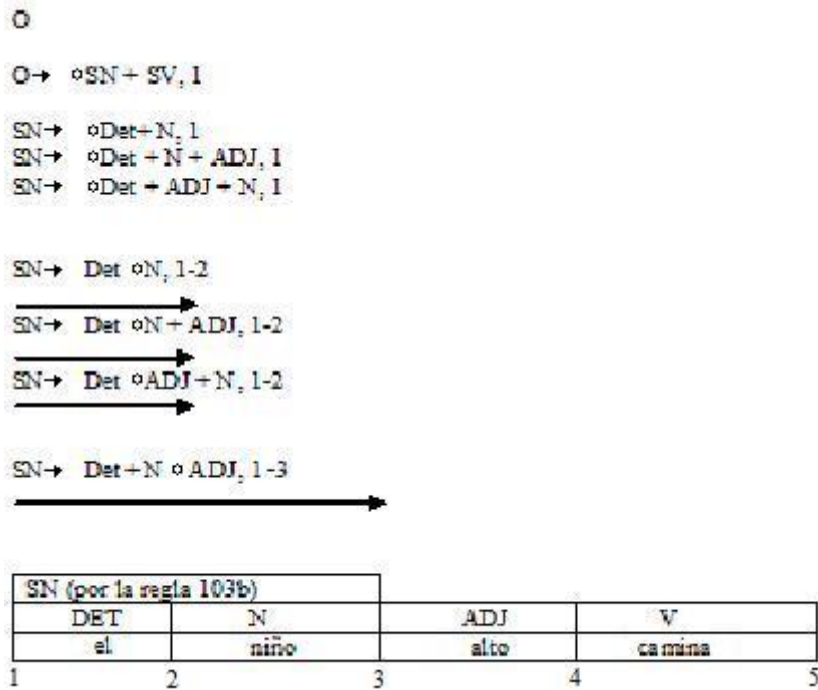 O
O→ °SN + SV, 1
SN→ °Det+ N, 1
SN→ °Det + N + ADJ, 1
SN→ °Det + ADJ + N, 1
SN→ Det °N, 1-2
SN→ Det °N + ADJ, 1-2
SN→ Det °ADJ + N, 1-2
SN→ Det+N ° ADJ, 1-3
SN (por la regla 103b)
DET N ADJ V
el niño alto camina
1 2 3 4 5